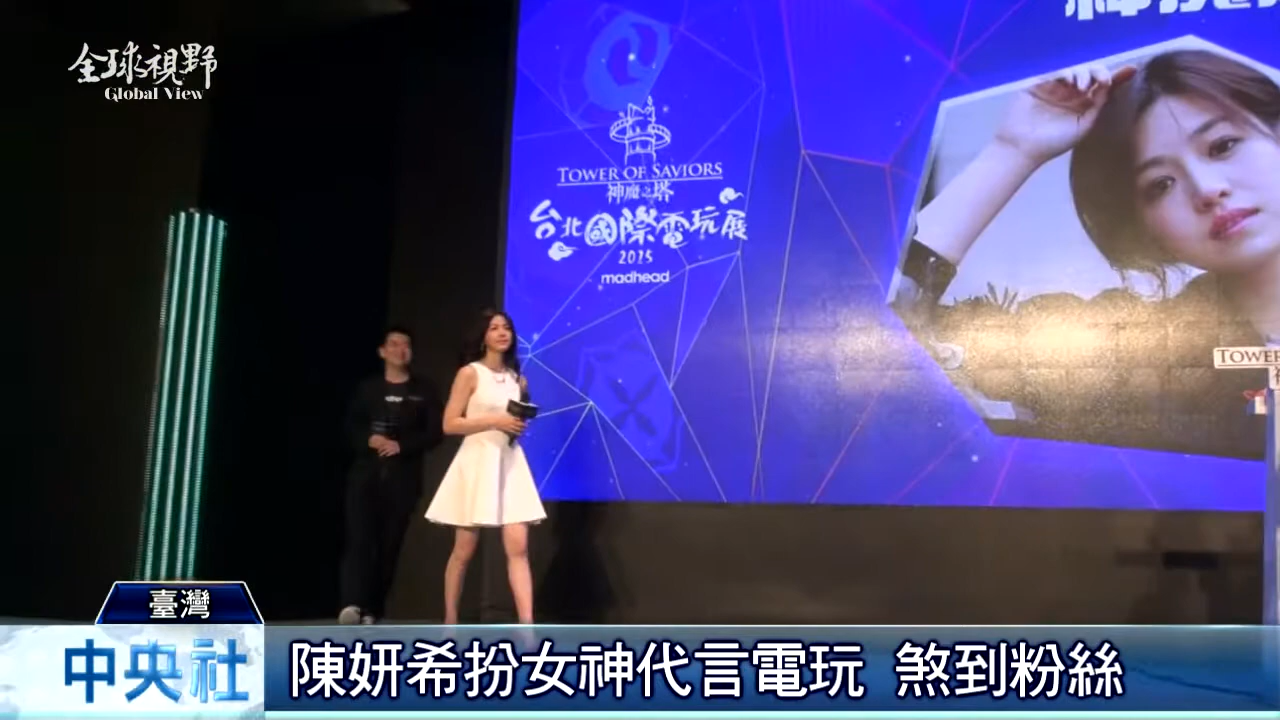 全球視野
Global View
TOWER OF SAVIORS
神魔之塔
台北國際電玩展
2015
madhead
TOWER
臺灣
中央社
陳妍希扮女神代言電玩 煞到粉絲